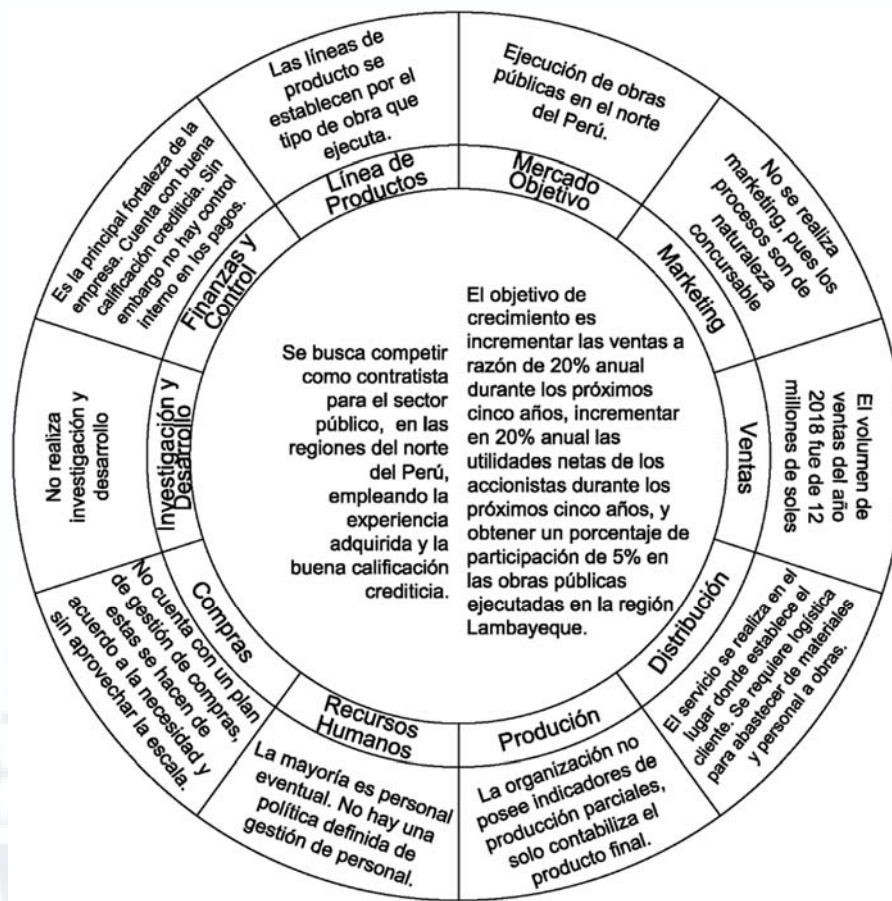 Las líneas de
producto se
establecen por el
tipo de obra que
ejecuta.
Línea de
Productos
Ejecución de obras
públicas en el norte
del Perú.
Mercado
Objetivo
No se realiza
marketing, pues los
procesos son de
naturaleza
concursable
Marketing
El volumen de
ventas del año
2018 fue de 12
millones de soles
Ventas
El servicio se realiza en el
lugar donde establece el
cliente. Se requiere logística
para abastecer de materiales
y personal a obras.
Distribución
Produción
La organización no
posee indicadores de
producción parciales,
solo contabiliza el
producto final.
Recursos
Humanos
La mayoría es personal
eventual. No hay una
política definida de
gestión de personal.
Compras
No cuenta con un plan
de gestión de compras,
estas se hacen de
acuerdo a la necesidad y
sin aprovechar la escala.
Investigación y
Desarrollo
No realiza
investigación y
desarrollo
Finanzas y
Control
Es la principal fortaleza de la
empresa. Cuenta con buena
calificación crediticia. Sin
embargo no hay control
interno en los pagos.
Se busca competir
como contratista
para el sector
público, en las
regiones del norte
del Perú,
empleando la
experiencia
adquirida y la
buena calificación
crediticia.
El objetivo de
crecimiento es
incrementar las ventas a
razón de 20% anual
durante los próximos
cinco años, incrementar
en 20% anual las
utilidades netas de los
accionistas durante los
próximos cinco años, y
obtener un porcentaje de
participación de 5% en
las obras públicas
ejecutadas en la región
Lambayeque.